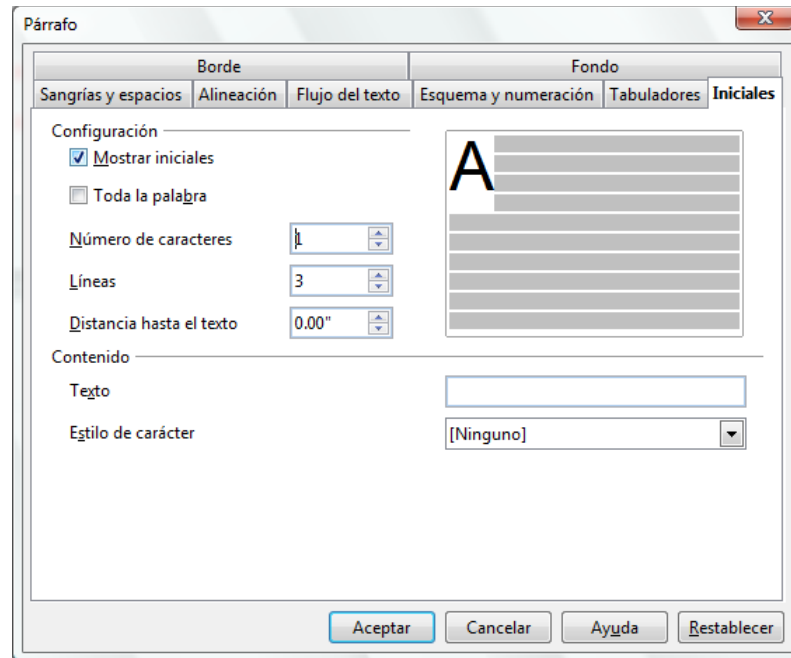 Párrafo
Borde Fondo
Sangrías y espacios Alineación Flujo del texto Esquema y numeración Tabuladores Iniciales
Configuración
Mostrar iniciales
Toda la palabra
Número de caracteres 1
Líneas 3
Distancia hasta el texto 0.00"
A
Contenido
Texto
Estilo de carácter [Ninguno]
Aceptar Cancelar Ayuda Restablecer